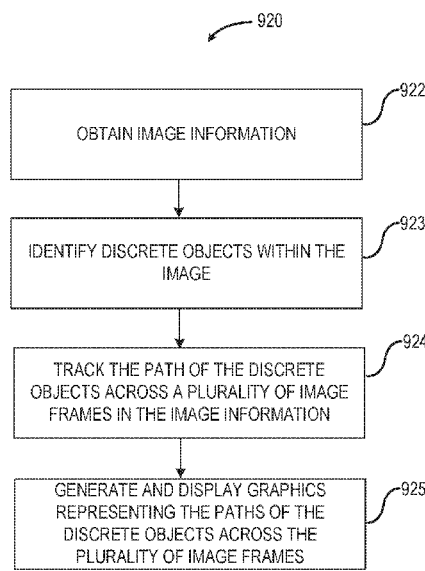 920
922
OBTAIN IMAGE INFORMATION
923
IDENTIFY DISCRETE OBJECTS WITHIN THE
IMAGE
924
TRACK THE PATH OF THE DISCRETE
OBJECTS ACROSS A PLURALITY OF IMAGE
FRAMES IN THE IMAGE INFORMATION
925
GENERATE AND DISPLAY GRAPHICS
REPRESENTING THE PATHS OF THE
DISCRETE OBJECTS ACROSS THE
PLURALITY OF IMAGE FRAMES